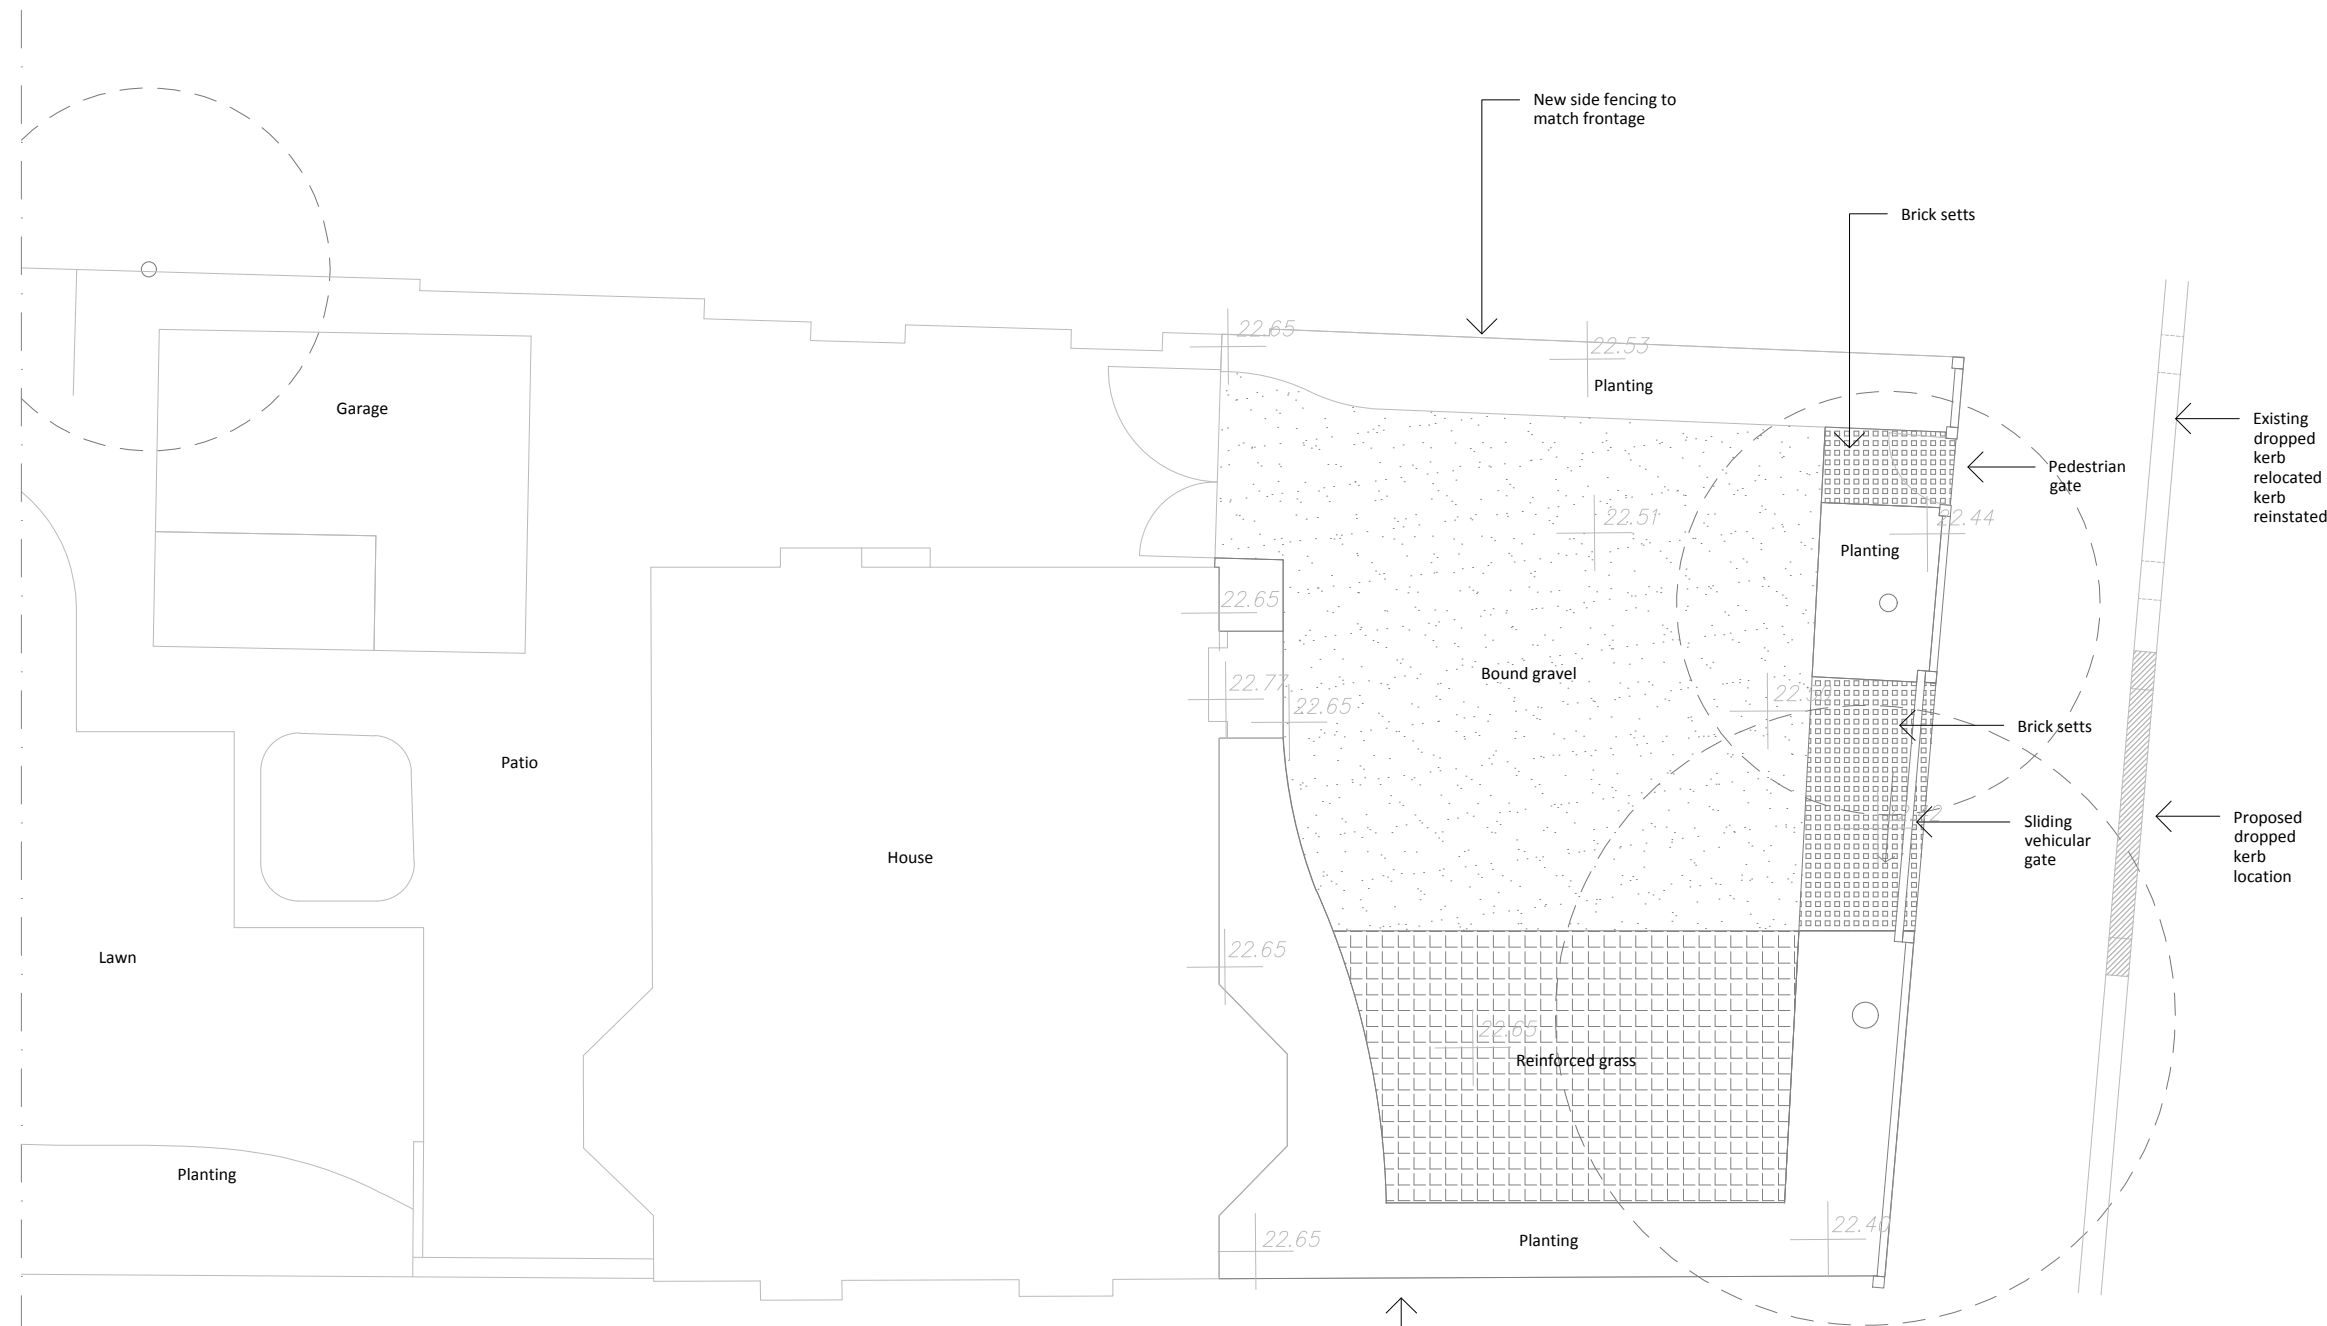 New side fencing to
match frontage
Brick setts
22.65
22.53
Planting
Garage
Existing
dropped
kerb
relocated
kerb
reinstated
Pedestrian
gate
22.51
22.44
Planting
22.65
Bound gravel
22.77
22.65
Brick setts
Patio
Sliding
vehicular
gate
Proposed
dropped
kerb
location
House
22.65
Lawn
22.65
Reinforced grass
Planting
22.65
Planting
22.40